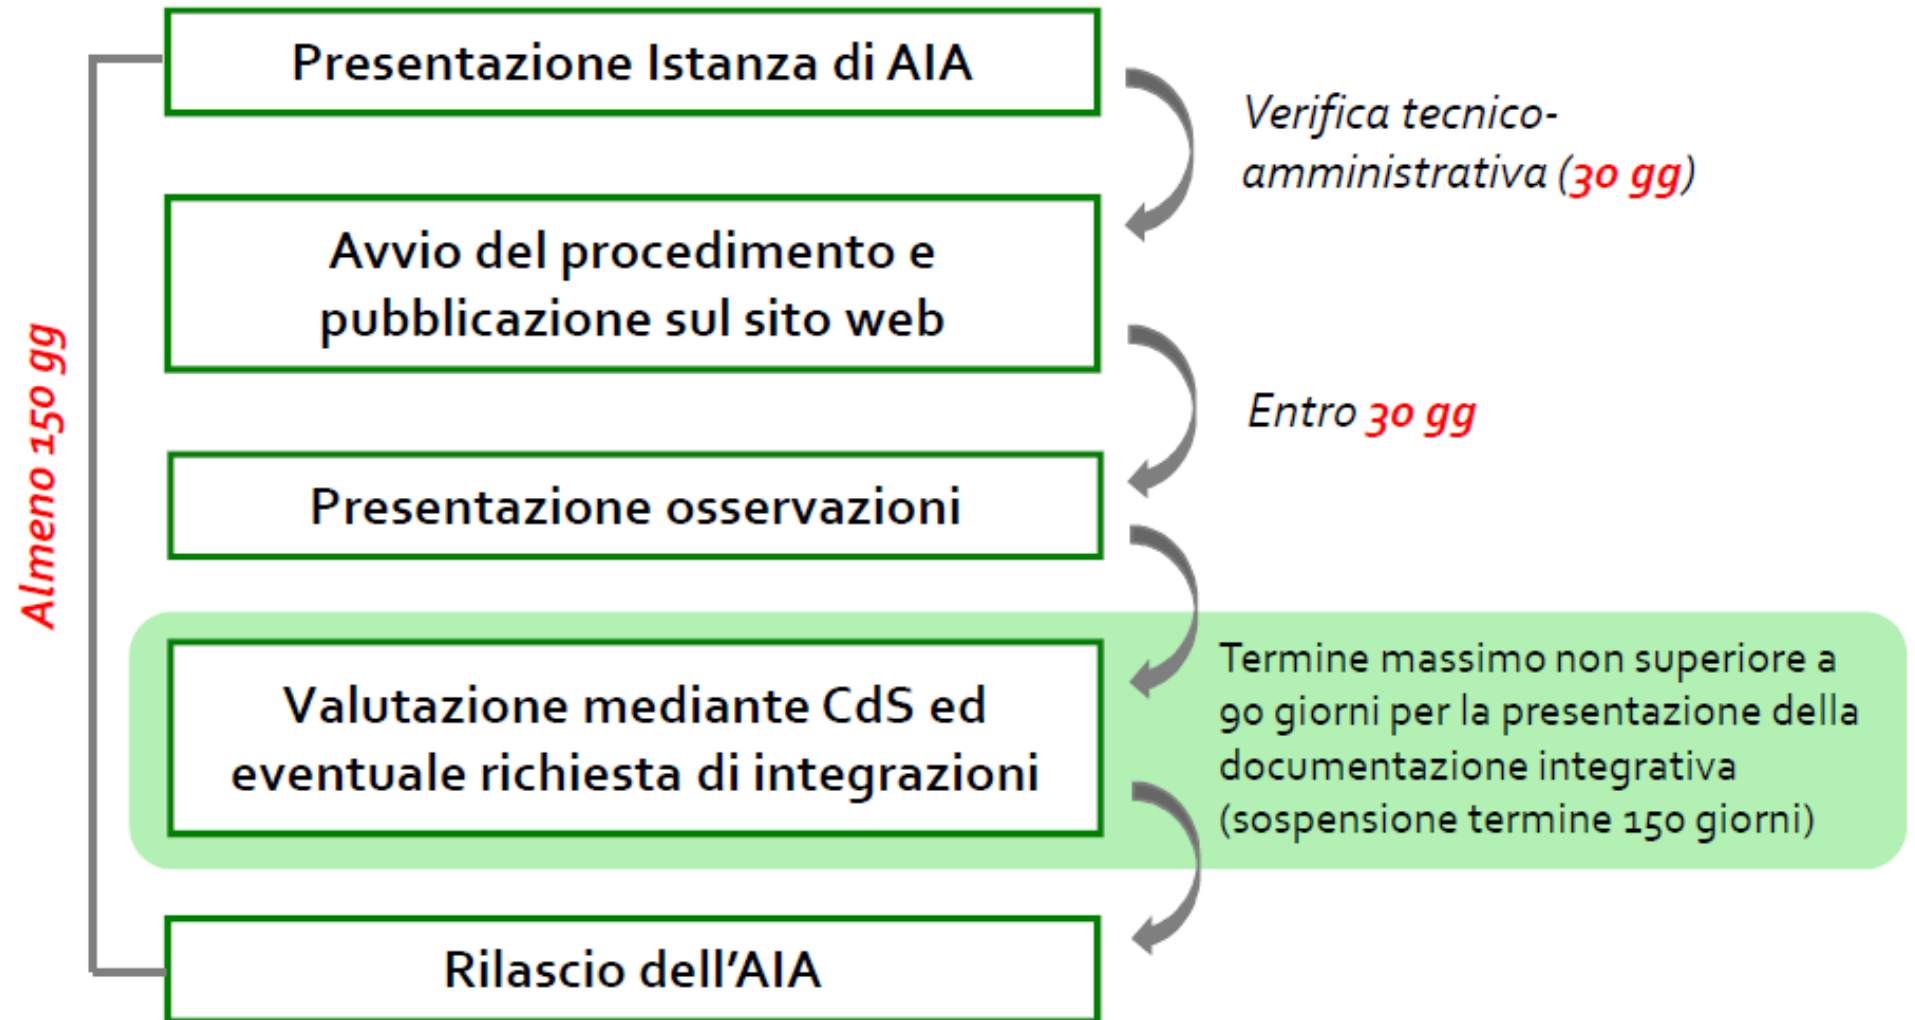 Presentazione Istanza di AIA
Verifica tecnico-
amministrativa (30 gg)
Avvio del procedimento e
pubblicazione sul sito web
Almeno 150 gg
Entro 30 gg
Presentazione osservazioni
Valutazione mediante CdS ed
eventuale richiesta di integrazioni
Termine massimo non superiore a
90 giorni per la presentazione della
documentazione integrativa
(sospensione termine 150 giorni)
Rilascio dell'AIA